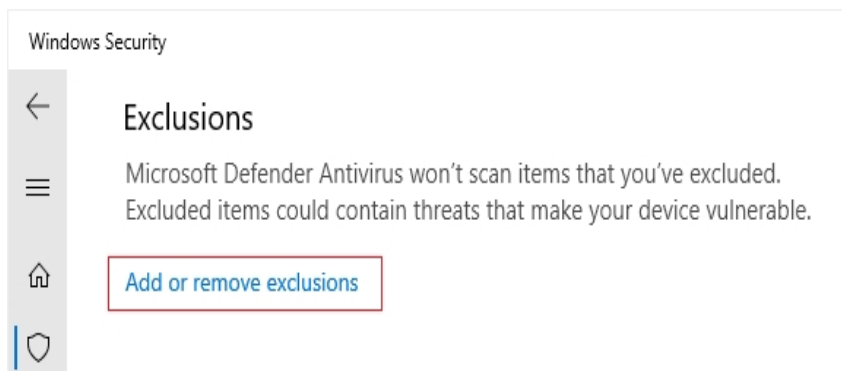 Windows Security
Exclusions
Microsoft Defender Antivirus won’t scan items that you’ve excluded.
Excluded items could contain threats that make your device vulnerable.
Add or remove exclusions